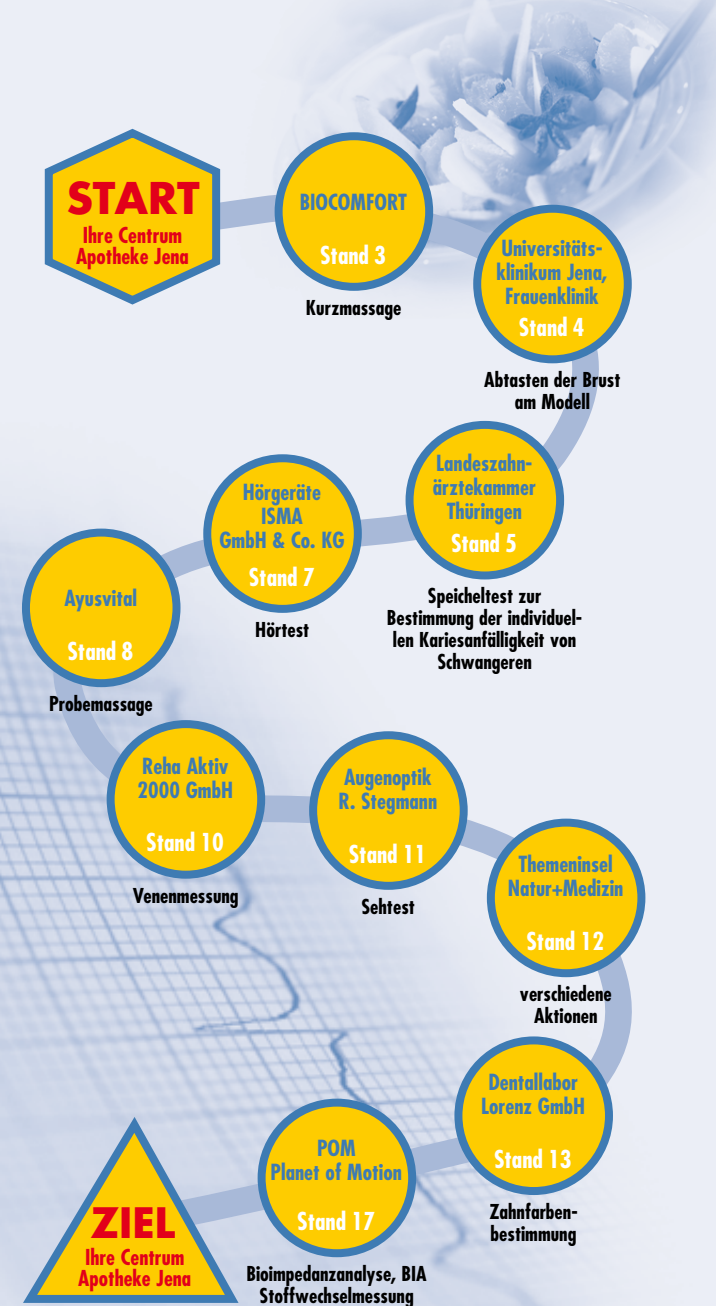 START
Ihre Centrum
Apotheke Jena
BIOCOMFORT
Stand 3
Kurzmassage
Universitäts-
klinikum Jena,
Frauenklinik
Stand 4
Abtasten der Brust
am Modell
Landeszahn-
ärztekammer
Thüringen
Stand 5
Speicheltest zur
Bestimmung der individuel-
len Kariesanfälligkeit von
Schwangeren
Hörgeräte
ISMA
GmbH & Co. KG
Stand 7
Hörtest
Ayusvital
Stand 8
Probemassage
Reha Aktiv
2000 GmbH
Stand 10
Venenmessung
Augenoptik
R. Stegmann
Stand 11
Sehtest
Themeninsel
Natur+Medizin
Stand 12
verschiedene
Aktionen
Dentallabor
Lorenz GmbH
Stand 13
Zahnfarben-
bestimmung
POM
Planet of Motion
Stand 17
Bioimpedanzanalyse, BIA
Stoffwechselmessung
ZIEL
Ihre Centrum
Apotheke Jena